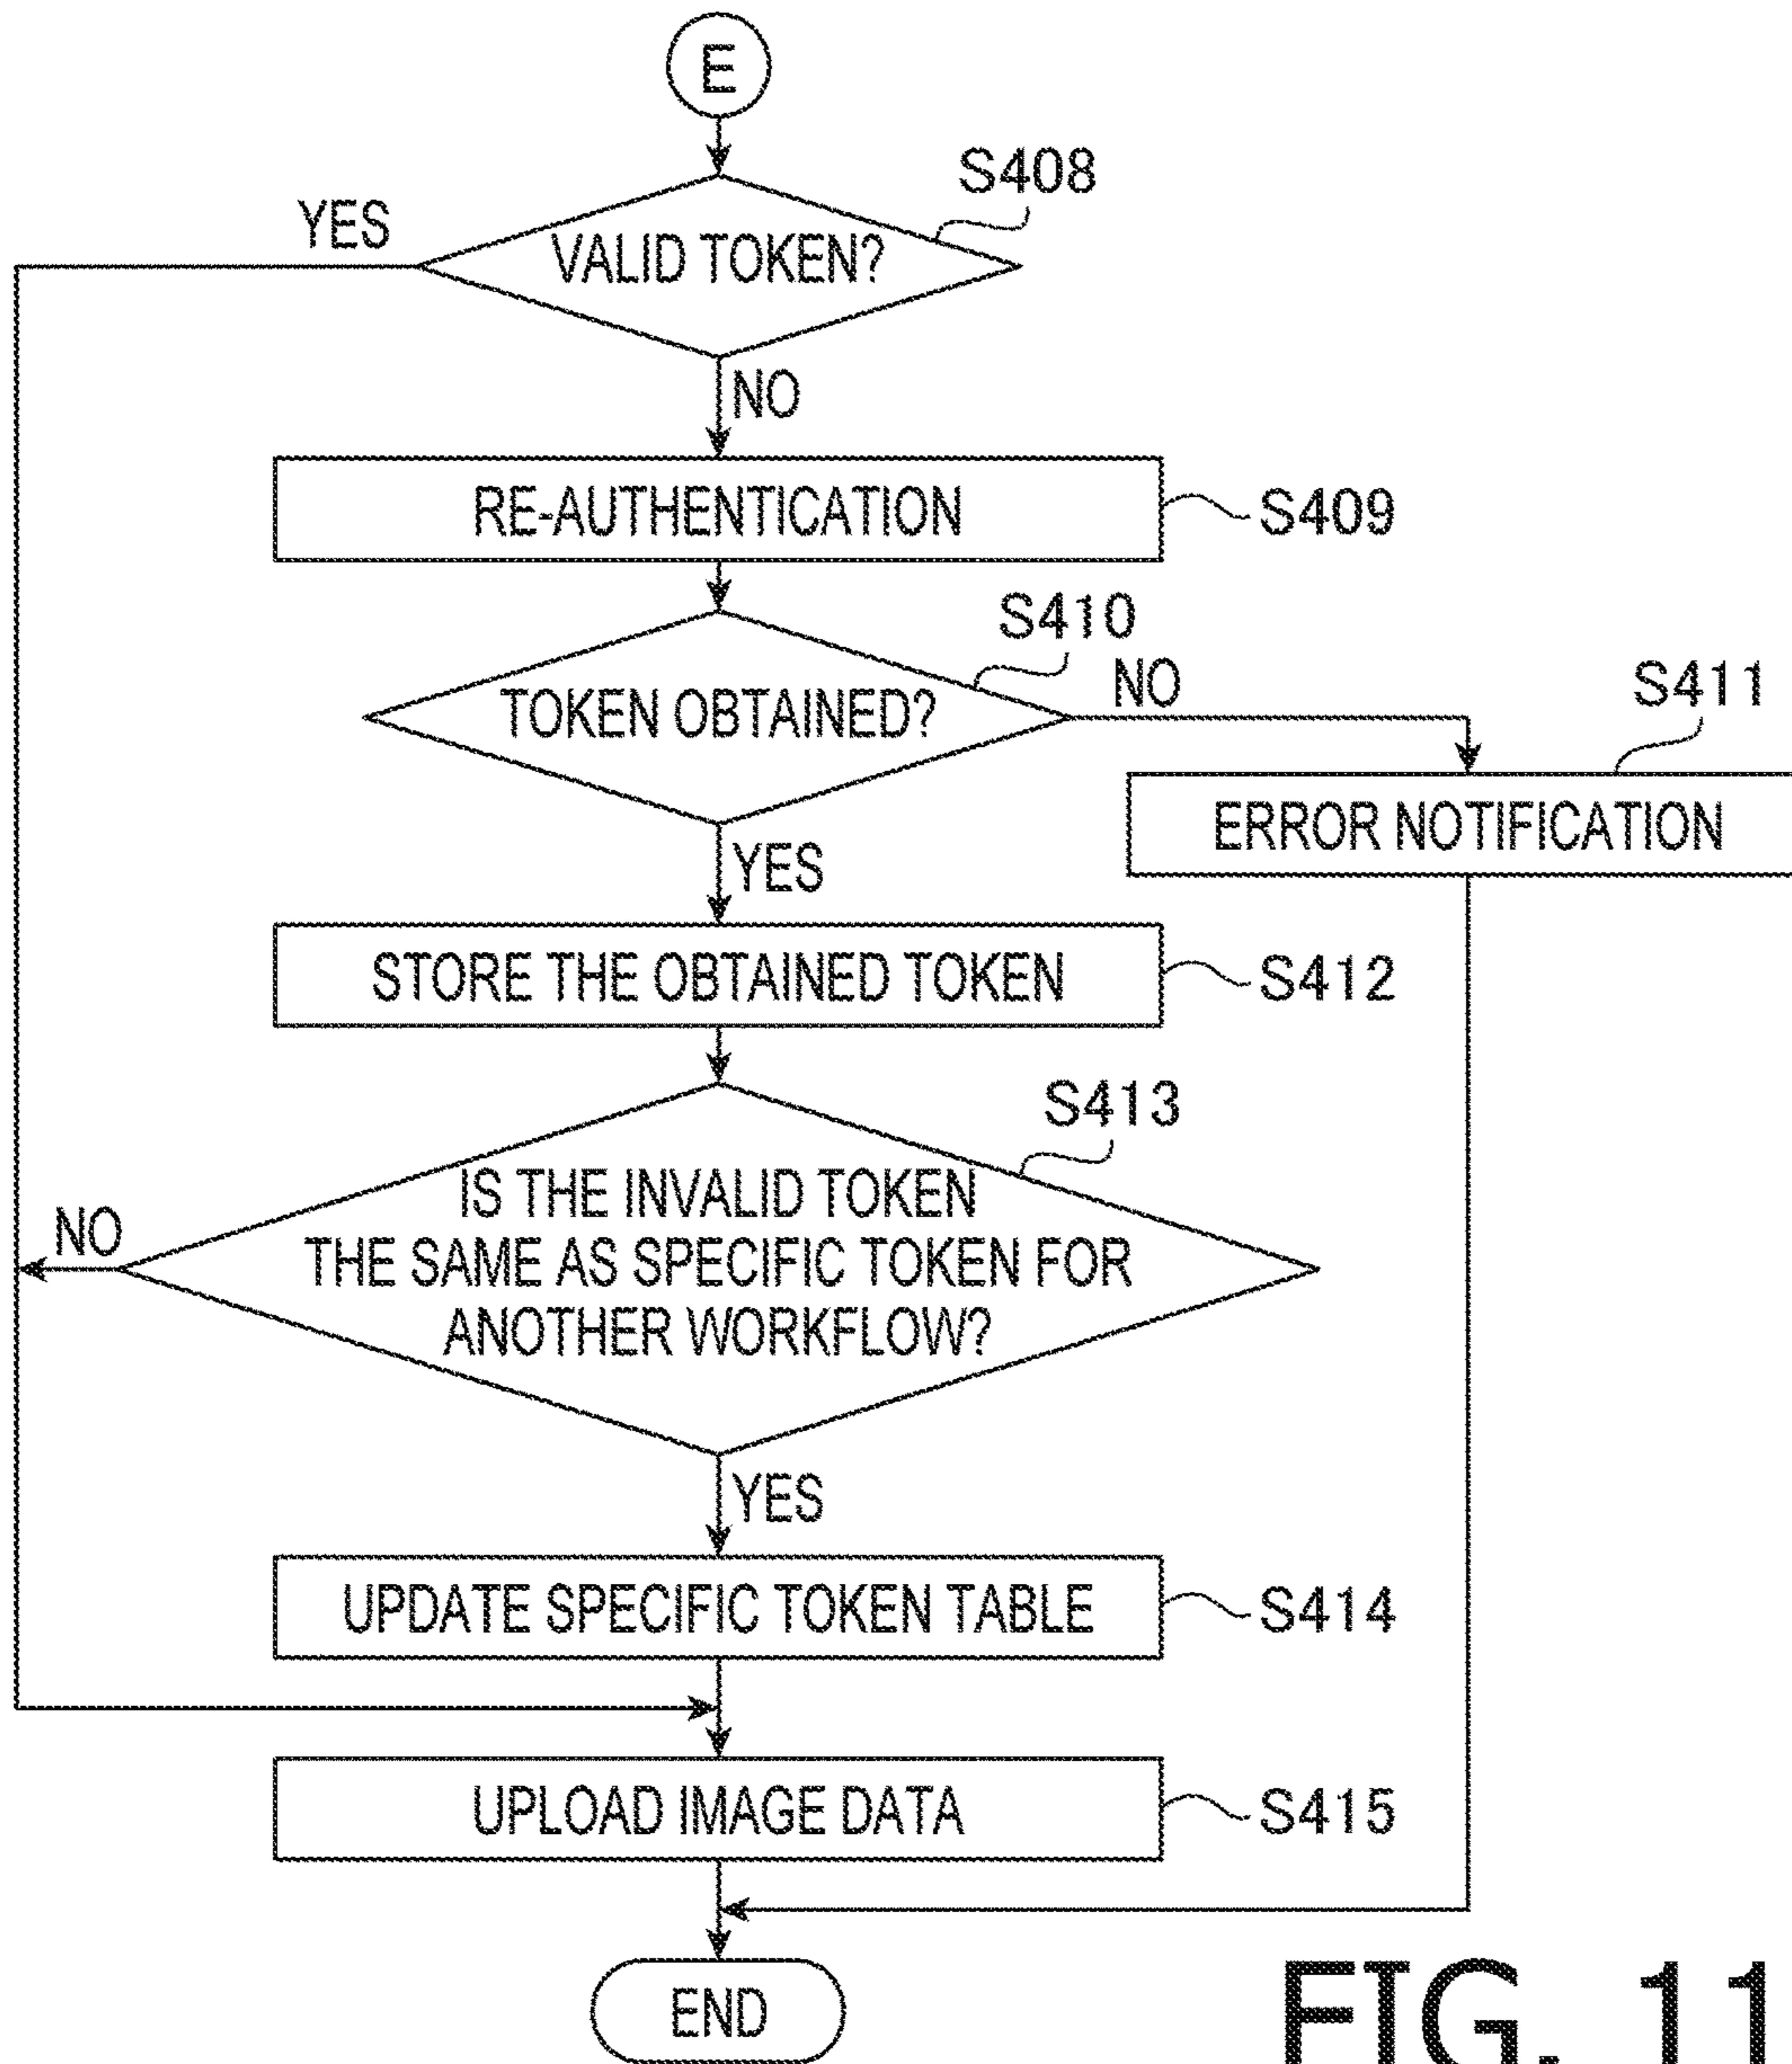 E
S408
YES
VALID TOKEN?
NO
RE-AUTHENTICATION
S409
S410
TOKEN OBTAINED?
NO
S411
ERROR NOTIFICATION
YES
STORE THE OBTAINED TOKEN
S412
S413
IS THE INVALID TOKEN
THE SAME AS SPECIFIC TOKEN FOR
ANOTHER WORKFLOW?
NO
YES
UPDATE SPECIFIC TOKEN TABLE
S414
UPLOAD IMAGE DATA
S415
END
FIG. 11